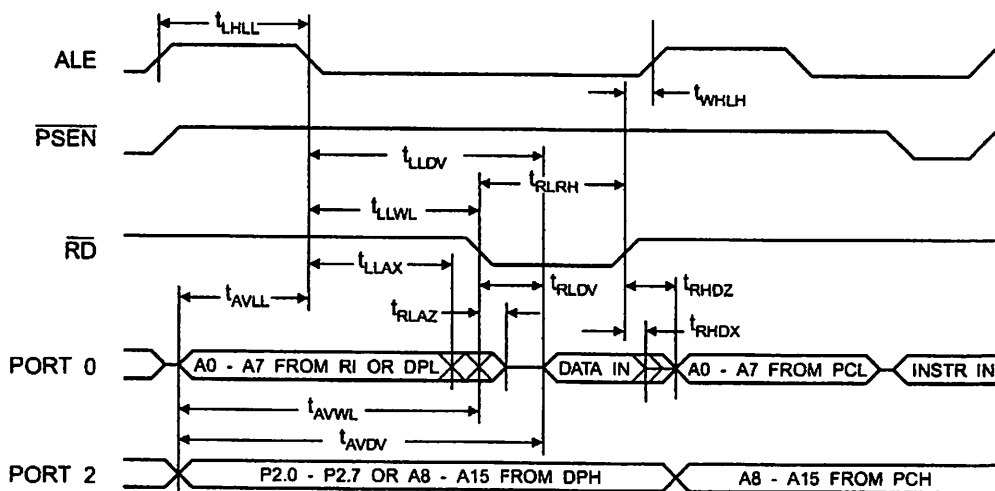 tLHLL
ALE
tWHLH
PSEN
tLLDV
tRLRH
tLLWL
RD
tLLAX
tAVLL
tRLDV
tRHDZ
tRLAZ
tRHDX
PORT 0
A0 - A7 FROM RI OR DPL
DATA IN
A0 - A7 FROM PCL
INSTR IN
tAVWL
tAVDV
PORT 2
P2.0 - P2.7 OR A8 - A15 FROM DPH
A8 - A15 FROM PCH